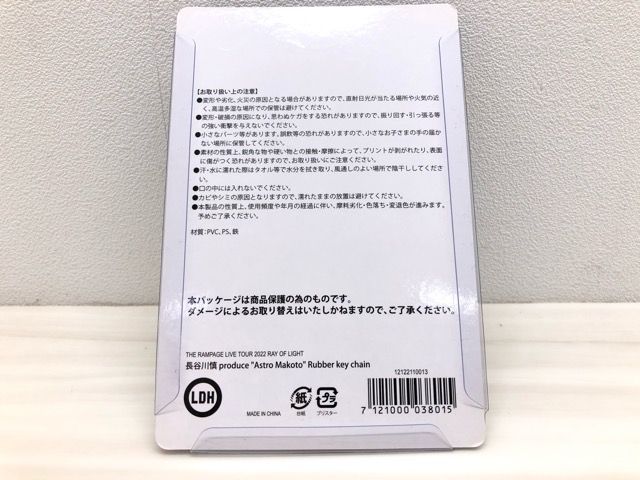 【お取り扱い上の注意】
●変形や劣化、火災の原因となる場合がありますので、直射日光が当たる場所や火気の近
く、高温多湿な場所での保管は避けてください。
●変形・破損の原因になり、思わぬケガをする恐れがありますので、振り回す・引っ張る等
の強い衝撃を与えないでください。
●小さなパーツ等があります。誤飲等の恐れがありますので、小さなお子さまの手の届か
ない場所に保管してください。
●素材の性質上、鋭角な物や硬い物との接触・摩擦によって、プリントが剥がれたり、表面
に傷がつく恐れがありますので、お取り扱いにご注意ください。
●汗・水に濡れた際はタオル等で水分を拭き取り、風通しのよい場所で陰干ししてくださ
い。
●口の中には入れないでください。
●カビやシミの原因となりますので、濡れたままの放置は避けてください。
●本製品の性質上、使用頻度や年月の経過に伴い、摩耗劣化・色落ち・変退色が進みます。
予めご了承ください。
材質：PVC, PS, 鉄
本パッケージは商品保護の為のものです。
ダメージによるお取り替えはいたしかねますので、ご了承ください。
THE RAMPAGE LIVE TOUR 2022 RAY OF LIGHT
長谷川慎 produce "Astro Makoto" Rubber key chain
12122110013
LDH
MADE IN CHINA
紙
台紙
プラ
ブリスター
7 121000 038015